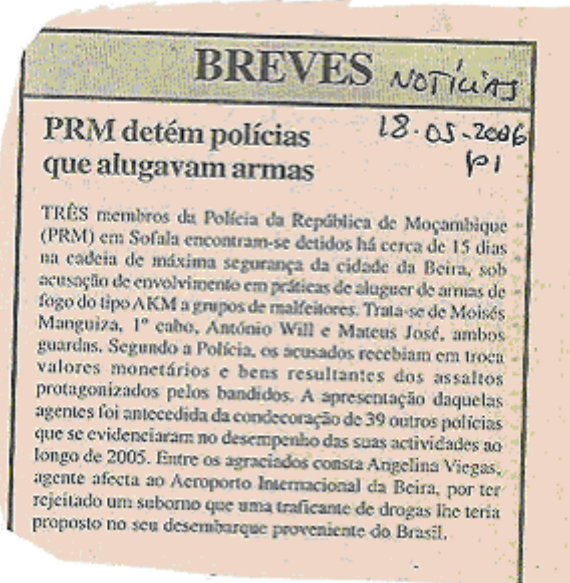 BREVES NOTÍCIAS
18-05-2006
p1
PRM detém polícias
que alugavam armas
TRÊS membros da Polícia da República de Moçambique
(PRM) em Sofala encontram-se detidos há cerca de 15 dias
na cadeia de máxima segurança da cidade da Beira, sob
acusação de envolvimento em práticas de aluguer de armas de
fogo do tipo AKM a grupos de malfeitores. Trata-se de Moisés
Manguiza, 1º cabo, António Will e Mateus José, ambos
guardas. Segundo a Polícia, os acusados recebiam em troca
valores monetários e bens resultantes dos assaltos
protagonizados pelos bandidos. A apresentação daqueles
agentes foi antecedida da condecoração de 39 outros polícias
que se evidenciaram no desempenho das suas actividades ao
longo de 2005. Entre os agraciados consta Angelina Viegas,
agente afecta ao Aeroporto Internacional da Beira, por ter
rejeitado um suborno que uma traficante de drogas lhe teria
proposto no seu desembarque proveniente do Brasil.